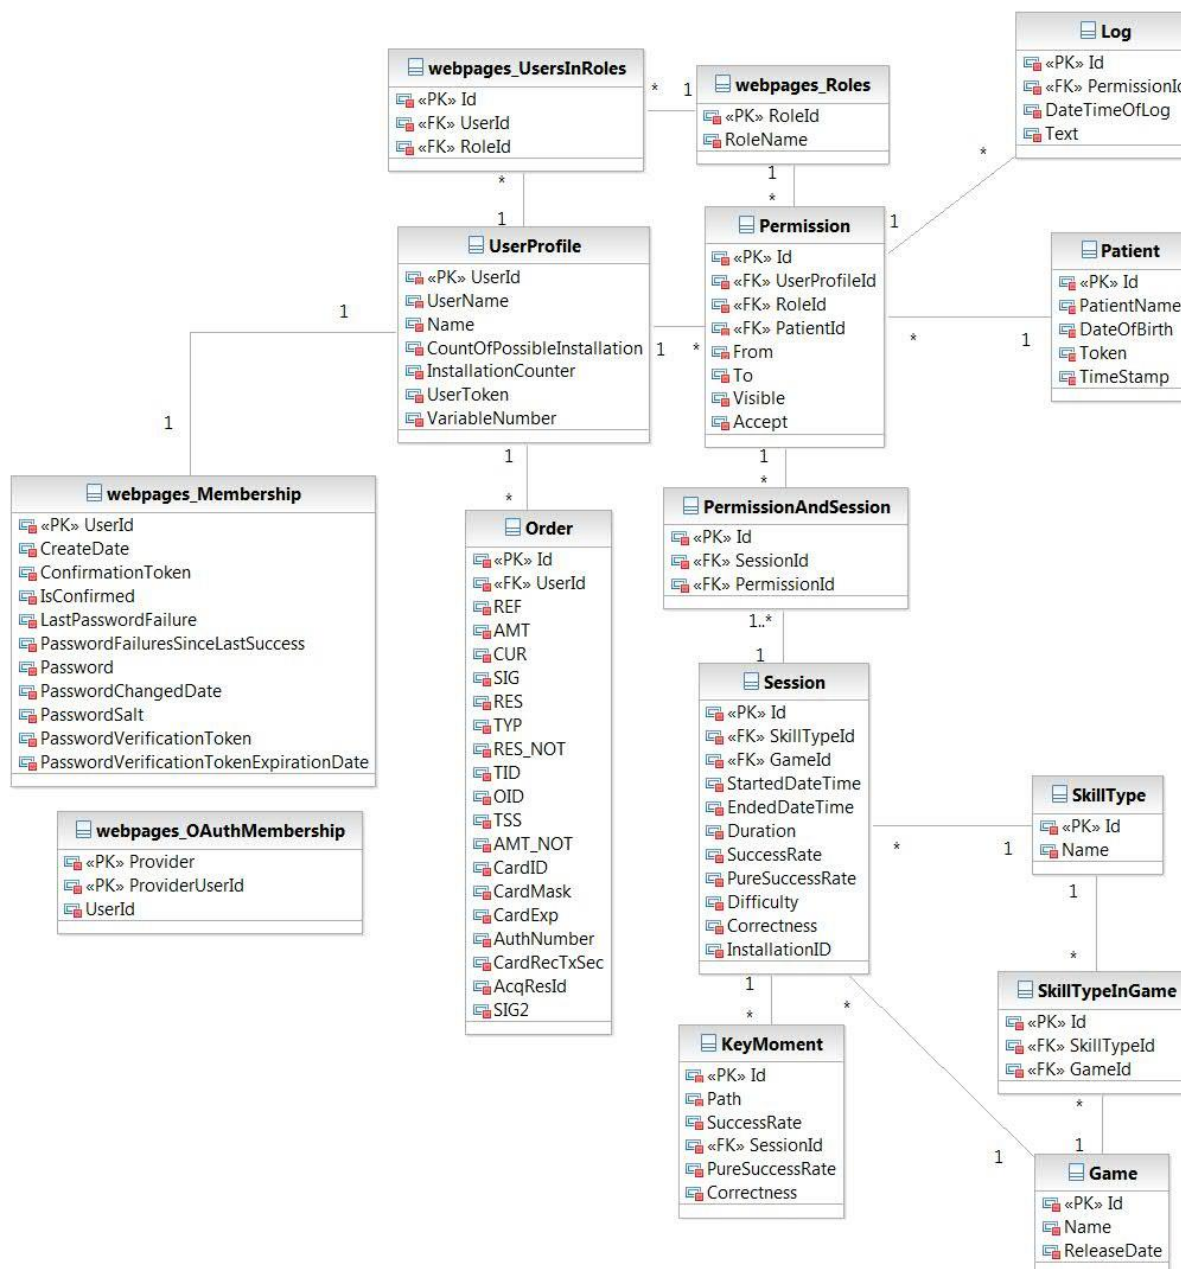 webpages_UsersInRoles
«PK» Id
«FK» UserId
«FK» RoleId
* 1
webpages_Roles
«PK» RoleId
RoleName
Log
«PK» Id
«FK» PermissionId
DateTimeOfLog
Text
*
1
*
1
*
1
UserProfile
«PK» UserId
UserName
Name
CountOfPossibleInstallation
InstallationCounter
UserToken
VariableNumber
1 *
Permission
«PK» Id
«FK» UserProfileId
«FK» RoleId
«FK» PatientId
From
To
Visible
Accept
*
1
Patient
«PK» Id
PatientName
DateOfBirth
Token
TimeStamp
1
1
1
*
1
*
webpages_Membership
«PK» UserId
CreateDate
ConfirmationToken
IsConfirmed
LastPasswordFailure
PasswordFailuresSinceLastSuccess
Password
PasswordChangedDate
PasswordSalt
PasswordVerificationToken
PasswordVerificationTokenExpirationDate
webpages_OAuthMembership
«PK» Provider
«PK» ProviderUserId
UserId
Order
«PK» Id
«FK» UserId
REF
AMT
CUR
SIG
RES
TYP
RES_NOT
TID
OID
TSS
AMT_NOT
CardID
CardMask
CardExp
AuthNumber
CardRecTxSec
AcqResId
SIG2
PermissionAndSession
«PK» Id
«FK» SessionId
«FK» PermissionId
1..*
1
Session
«PK» Id
«FK» SkillTypeId
«FK» GameId
StartedDateTime
EndedDateTime
Duration
SuccessRate
PureSuccessRate
Difficulty
Correctness
InstallationID
*
1
SkillType
«PK» Id
Name
1
*
SkillTypeInGame
«PK» Id
«FK» SkillTypeId
«FK» GameId
1
*
*
KeyMoment
«PK» Id
Path
SuccessRate
«FK» SessionId
PureSuccessRate
Correctness
*
1
1
Game
«PK» Id
Name
ReleaseDate